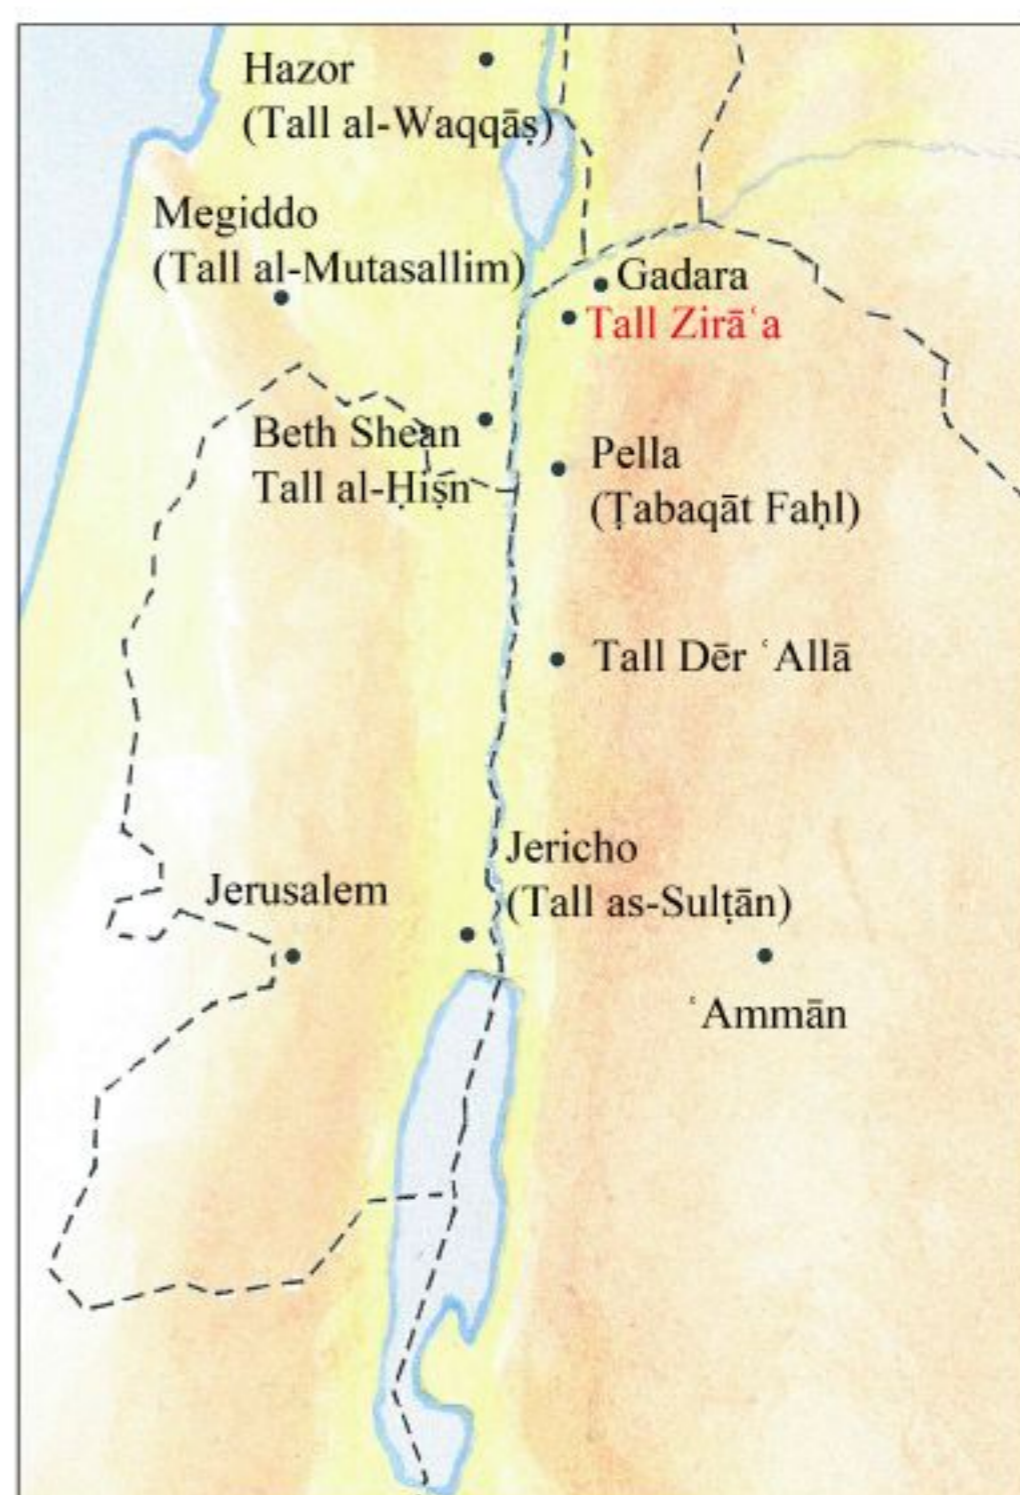 Hazor
(Tall al-Waqqāṣ)
Megiddo
(Tall al-Mutasallim)
Gadara
Tall Zirāʿa
Beth Shean
Tall al-Ḥiṣn
Pella
(Ṭabaqāt Faḥl)
Tall Dēr ʿAllā
Jericho
(Tall as-Sulṭān)
Jerusalem
ʿAmmān